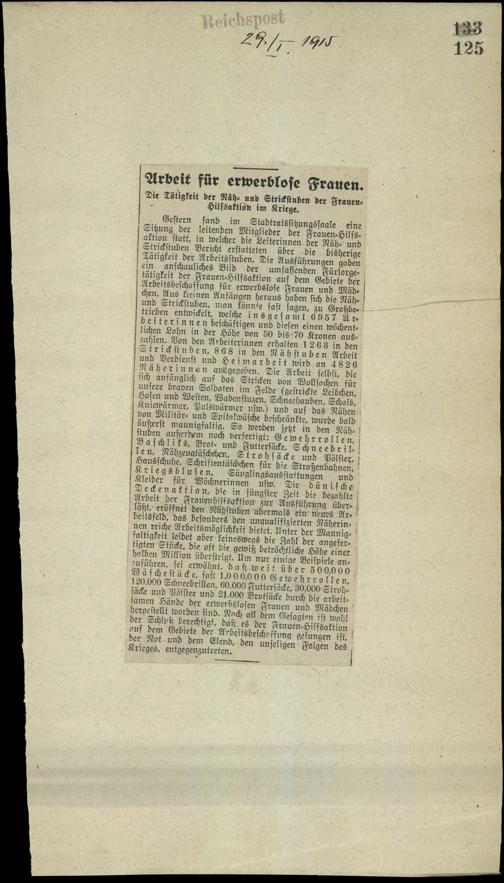 Reichspost
29./I. 1915.
133
125
Arbeit für erwerblose Frauen.
Die Tätigkeit der Näh- und Strickstuben der Frauen-
Hilfsaktion im Kriege.
Gestern fand im Stadtratssitzungssaale eine
Sitzung der leitenden Mitglieder der Frauen-Hilfs-
aktion statt, in welcher die Leiterinnen der Näh- und
Strickstuben Bericht erstatteten über die bisherige
Tätigkeit der Arbeitsstuben. Die Ausführungen gaben
ein anschauliches Bild der umfassenden Fürsorge-
tätigkeit der Frauen-Hilfsaktion auf dem Gebiete der
Arbeitsbeschaffung für erwerblose Frauen und Mäd-
chen. Aus kleinen Anfängen heraus haben sich die Näh-
und Strickstuben, man könnte fast sagen, zu Großbe-
trieben entwickelt, welche insgesamt 6957 Ar-
beiterinnen beschäftigen und diesen einen wöchent-
lichen Lohn in der Höhe von 50 bis 70 Kronen aus-
zahlen. Von den Arbeiterinnen erhalten 1263 in den
Strickstuben, 868 in den Nähstuben Arbeit
und Verdienst und Heimarbeit wird an 4826
Näherinnen ausgegeben. Die Arbeit selbst, die
sich anfänglich auf das Stricken von Wollsachen für
unsere braven Soldaten im Felde (gestrickte Leibchen,
Hosen und Westen, Wadenstutzen, Schneehauben, Schals,
Kniewärmer, Pulswärmer usw.) und auf das Nähen
von Militär- und Spitalswäsche beschränkte, wurde bald
äußerst mannigfaltig. So werden jetzt in den Näh-
stuben außerdem noch verfertigt: Gewehrrollen,
Baschliks, Brot- und Futtersäcke, Schneebril-
len, Nähzeugtäschchen, Strohsäcke und Pölster,
Hausschuhe, Schriftentäschchen für die Straßenbahnen,
Kriegsblusen, Säuglingsausstattungen und
Kleider für Wöchnerinnen usw. Die dänische
Deckenaktion, die in jüngster Zeit die bezahlte
Arbeit der Frauenhilfsaktion zur Ausführung über-
läßt, eröffnet den Nähstuben abermals ein neues Ar-
beitsfeld, das besonders den unqualifizierten Näherin-
nen reiche Arbeitsmöglichkeit bietet. Unter der Mannig-
faltigkeit leidet aber keineswegs die Zahl der angefer-
tigten Stücke, die oft die gewiß beträchtliche Höhe einer
halben Million übersteigt. Um nur einige Beispiele an-
zuführen, sei erwähnt, daß weit über 500,000
Wäschestücke, fast 1,000,000 Gewehrrollen,
120.000 Schneebrillen, 60.000 Futtersäcke, 30.000 Stroh-
säcke und Pölster und 21.000 Brotsäcke durch die arbeit-
samen Hände der erwerbslosen Frauen und Mädchen
hergestellt worden sind. Nach all dem Gesagten ist wohl
der Schluß berechtigt, daß es der Frauen-Hilfsaktion
auf dem Gebiete der Arbeitsbeschaffung gelungen ist,
der Not und dem Elend, den unseligen Folgen des
Krieges, entgegenzutreten.